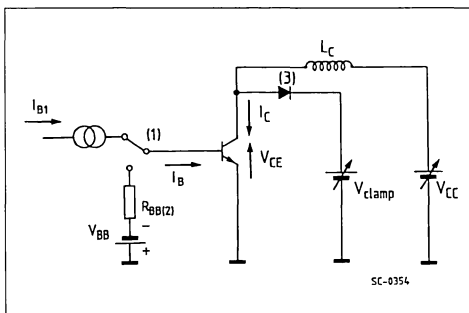 L_C
(3)
I_B1
(1)
I_C
I_B
V_CE
V_clamp
V_CC
R_BB(2)
V_BB
-
+
SC-0354